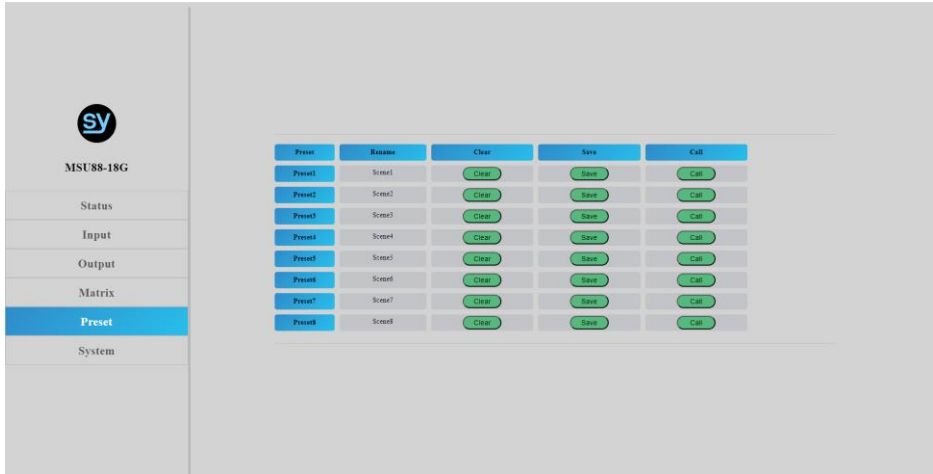 sy
MSU88-18G
Status
Input
Output
Matrix
Preset
System
Preset Rename Clear Save Call
Preset1 Scene1 Clear Save Call
Preset2 Scene2 Clear Save Call
Preset3 Scene3 Clear Save Call
Preset4 Scene4 Clear Save Call
Preset5 Scene5 Clear Save Call
Preset6 Scene6 Clear Save Call
Preset7 Scene7 Clear Save Call
Preset8 Scene8 Clear Save Call